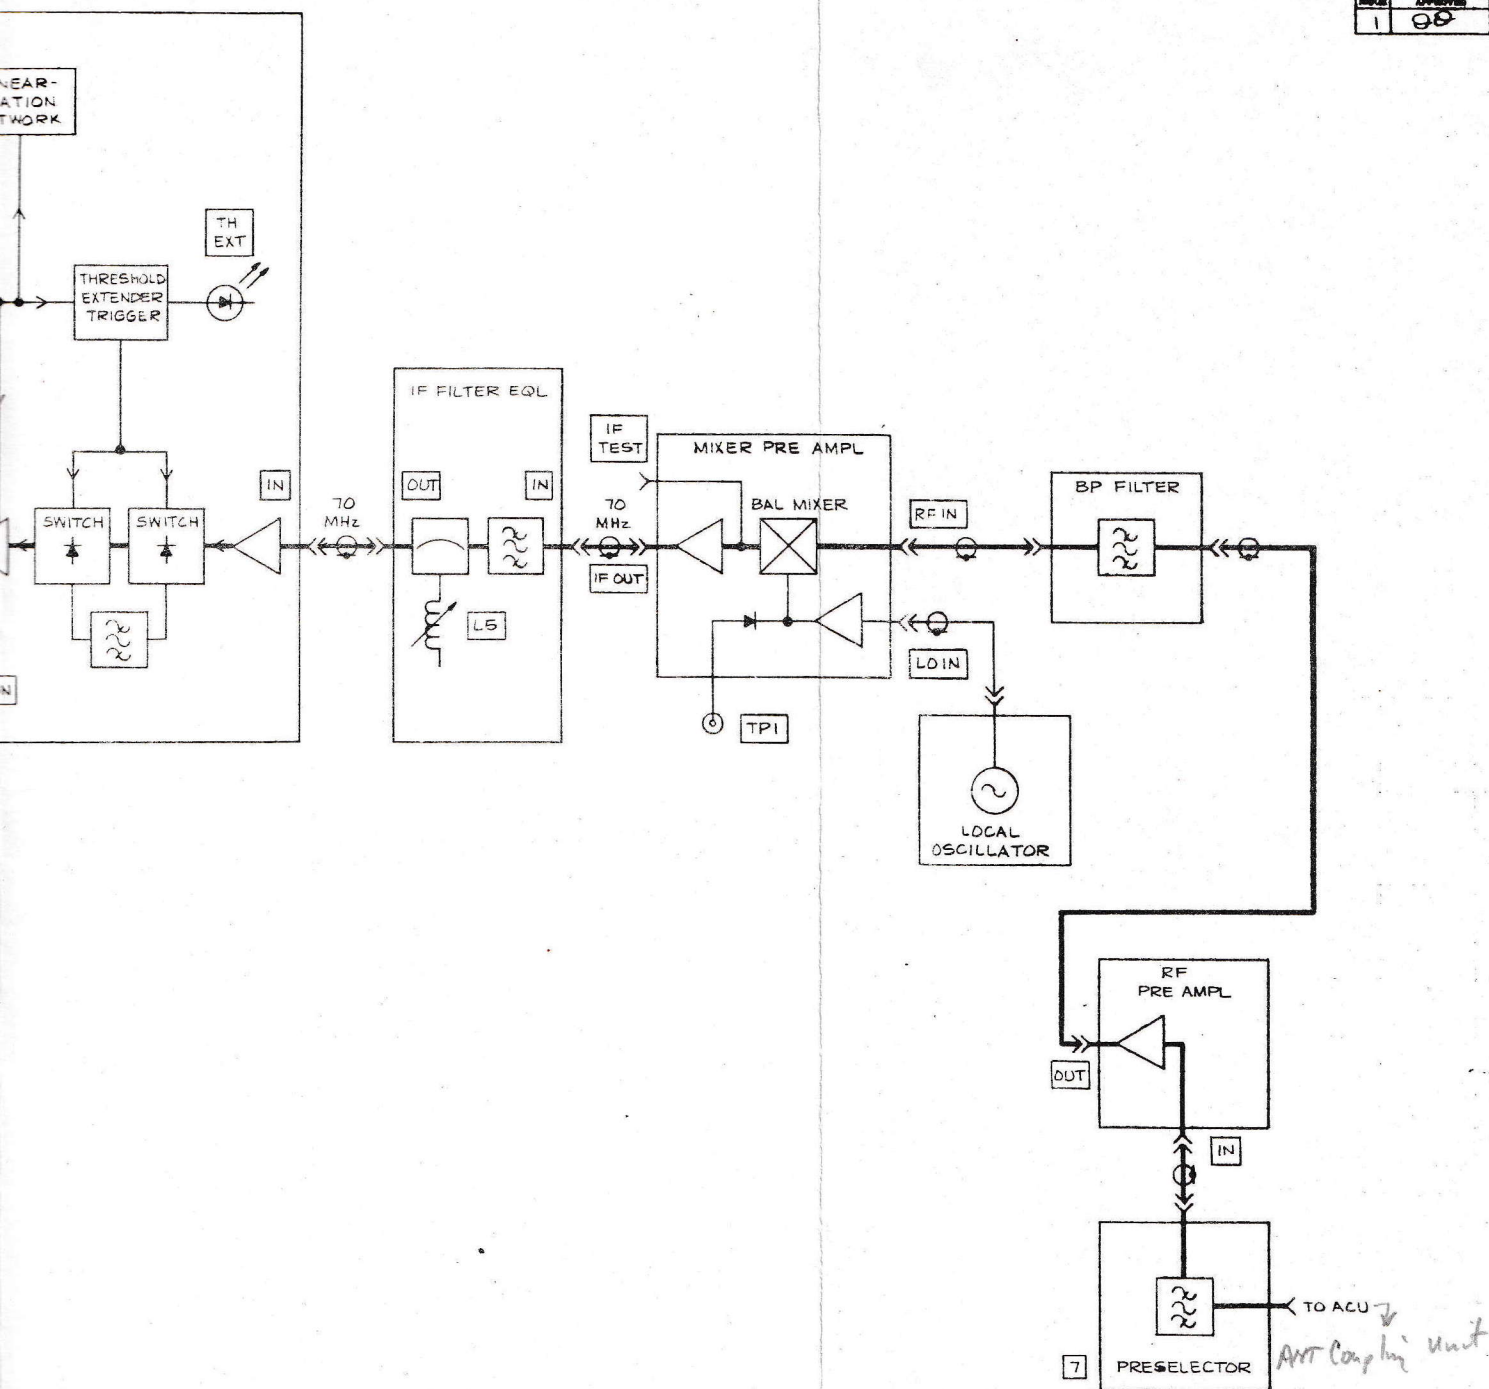 APPROVED
1
NEAR-
ATION
TWORK
TH
EXT
THRESHOLD
EXTENDER
TRIGGER
IF FILTER EQL
IF
TEST
MIXER PRE AMPL
IN
OUT
IN
70
MHz
70
MHz
BAL MIXER
RF IN
BP FILTER
SWITCH
SWITCH
IF OUT
L5
LO IN
N
TP1
LOCAL
OSCILLATOR
RF
PRE AMPL
OUT
IN
TO ACU
ANT Coupling Unit
7
PRESELECTOR